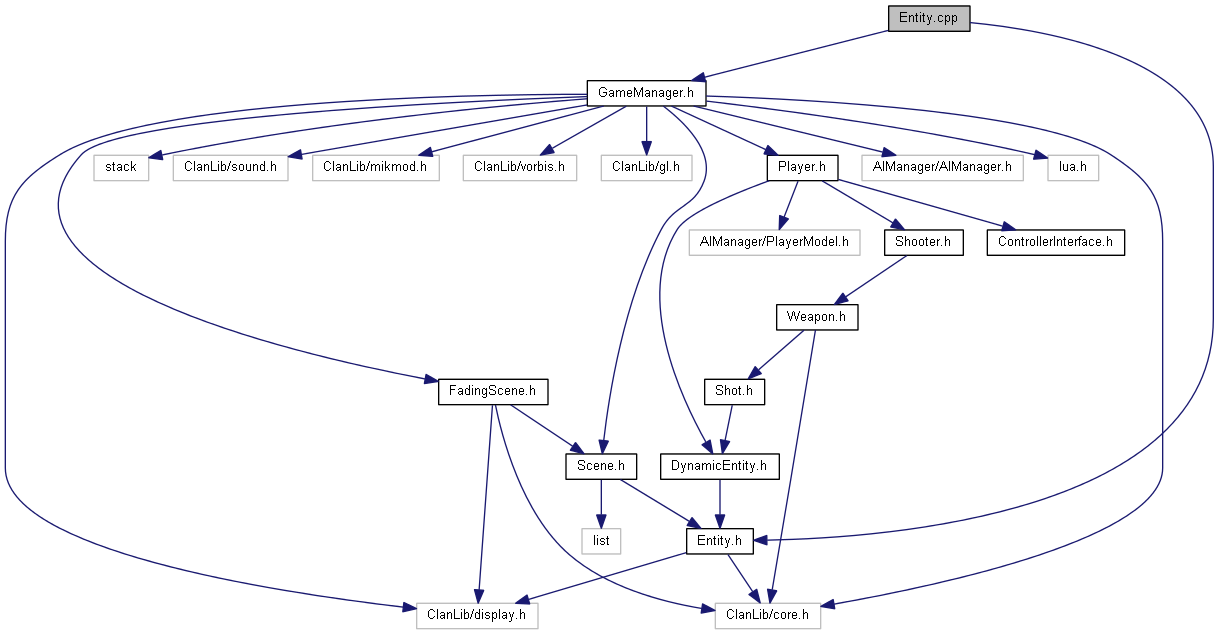 Entity.cpp
GameManager.h
stack
ClanLib/sound.h
ClanLib/mikmod.h
ClanLib/vorbis.h
ClanLib/gl.h
Player.h
AIManager/AIManager.h
lua.h
AIManager/PlayerModel.h
Shooter.h
ControllerInterface.h
Weapon.h
FadingScene.h
Shot.h
Scene.h
DynamicEntity.h
list
Entity.h
ClanLib/display.h
ClanLib/core.h